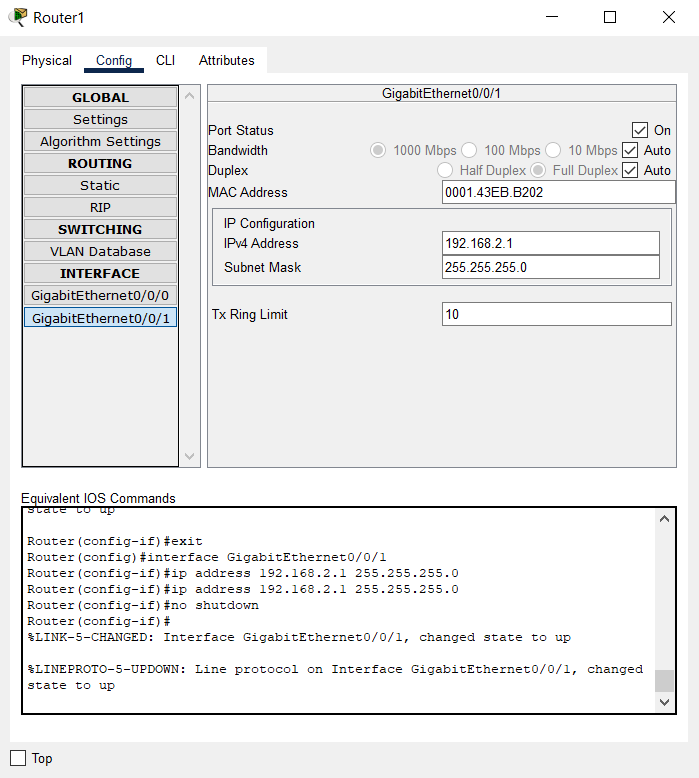 Router1
Physical Config CLI Attributes
GLOBAL
Settings
Algorithm Settings
ROUTING
Static
RIP
SWITCHING
VLAN Database
INTERFACE
GigabitEthernet0/0/0
GigabitEthernet0/0/1
GigabitEthernet0/0/1
Port Status On
Bandwidth 1000 Mbps 100 Mbps 10 Mbps Auto
Duplex Half Duplex Full Duplex Auto
MAC Address 0001.43EB.B202
IP Configuration
IPv4 Address 192.168.2.1
Subnet Mask 255.255.255.0
Tx Ring Limit 10
Equivalent IOS Commands
state to up
Router(config-if)#exit
Router(config)#interface GigabitEthernet0/0/1
Router(config-if)#ip address 192.168.2.1 255.255.255.0
Router(config-if)#ip address 192.168.2.1 255.255.255.0
Router(config-if)#no shutdown
Router(config-if)#
%LINK-5-CHANGED: Interface GigabitEthernet0/0/1, changed state to up
%LINEPROTO-5-UPDOWN: Line protocol on Interface GigabitEthernet0/0/1, changed
state to up
Top